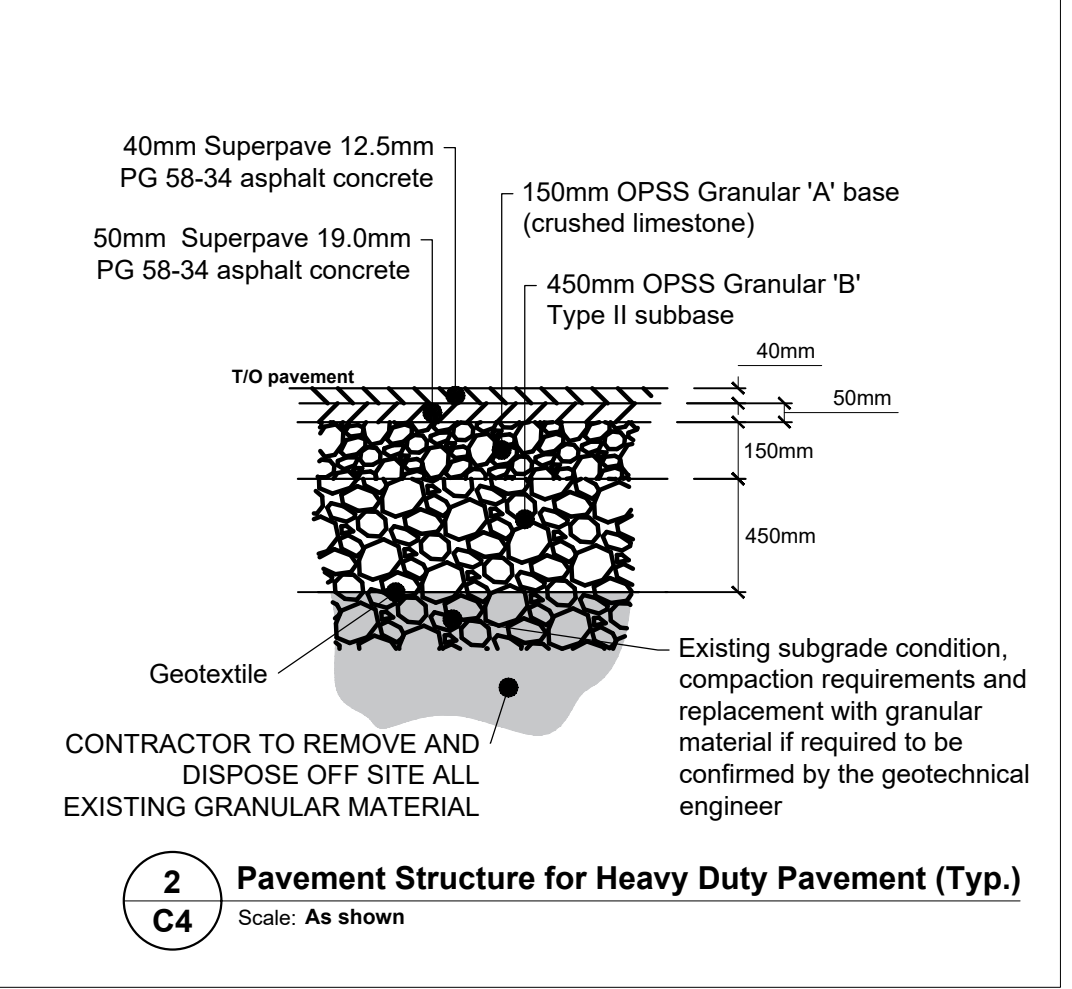 40mm Superpave 12.5mm
PG 58-34 asphalt concrete
50mm Superpave 19.0mm
PG 58-34 asphalt concrete
150mm OPSS Granular 'A' base
(crushed limestone)
450mm OPSS Granular 'B'
Type II subbase
T/O pavement
40mm
50mm
150mm
450mm
Geotextile
CONTRACTOR TO REMOVE AND
DISPOSE OFF SITE ALL
EXISTING GRANULAR MATERIAL
Existing subgrade condition,
compaction requirements and
replacement with granular
material if required to be
confirmed by the geotechnical
engineer
2
C4
Pavement Structure for Heavy Duty Pavement (Typ.)
Scale: As shown